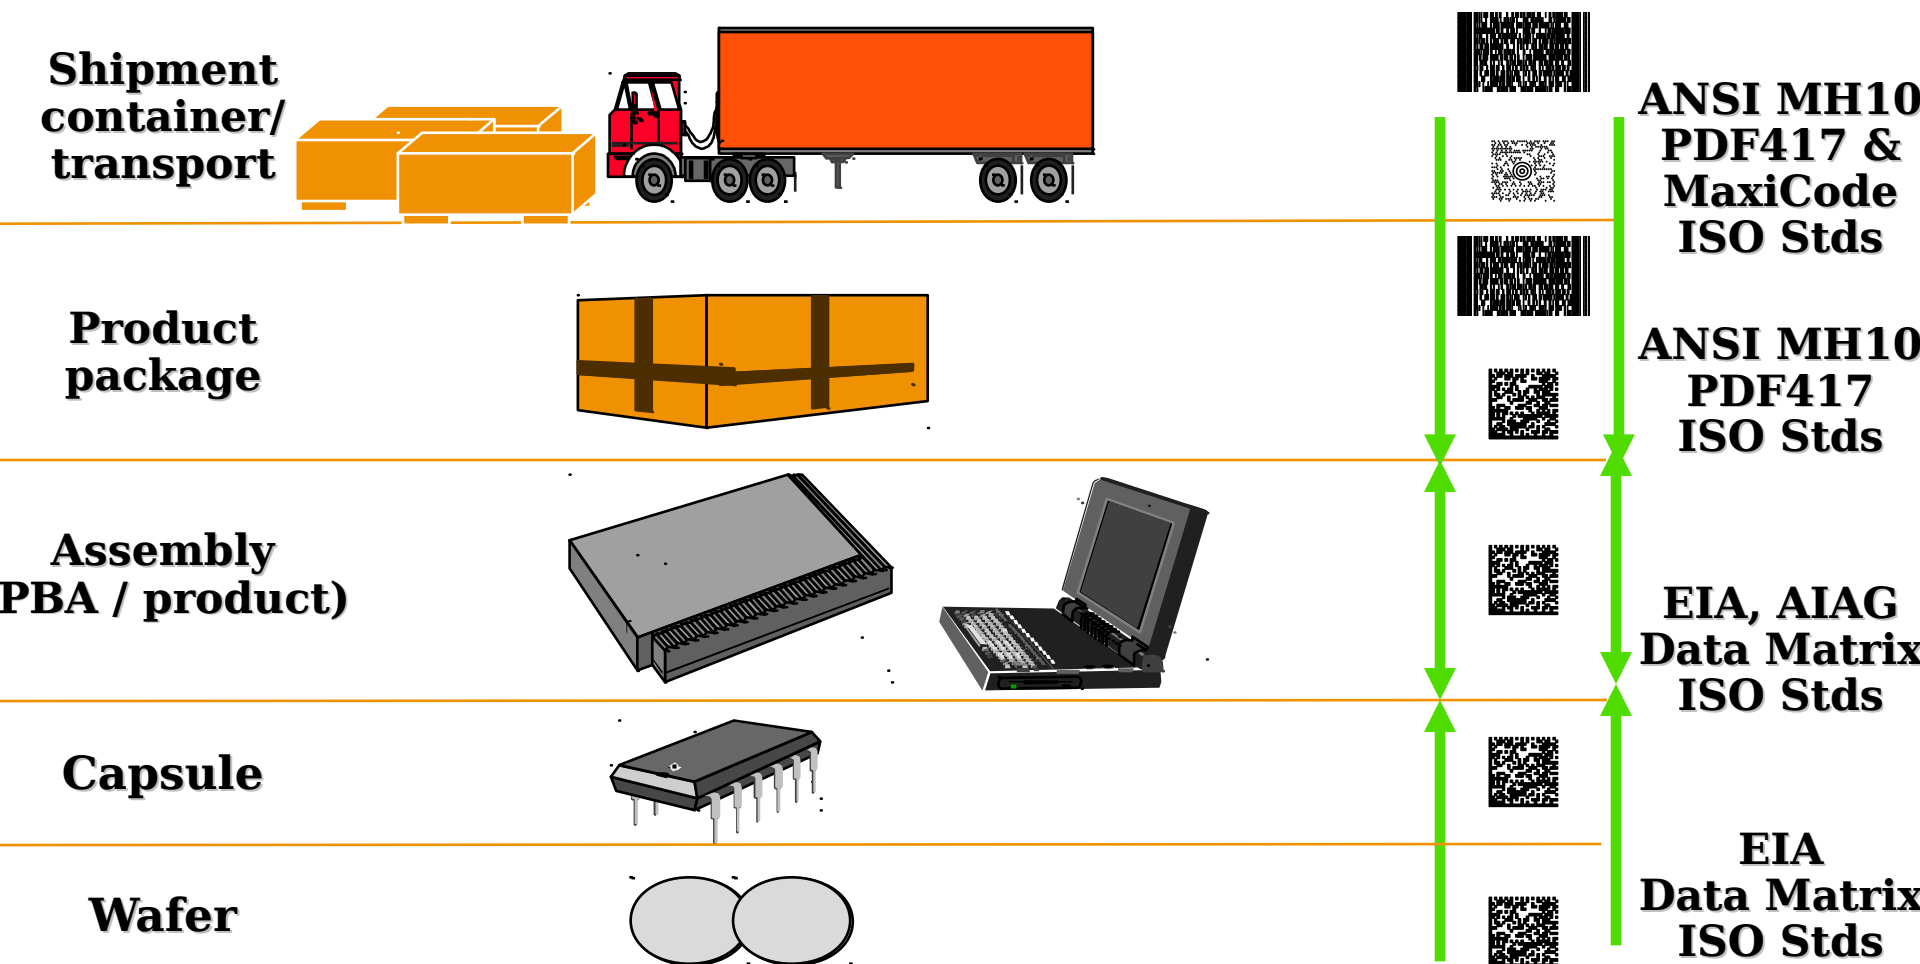 Shipment
container/
transport
ANSI MH10
PDF417 &
MaxiCode
ISO Stds
Product
package
ANSI MH10
PDF417
ISO Stds
Assembly
PBA / product)
EIA, AIAG
Data Matrix
ISO Stds
Capsule
Wafer
EIA
Data Matrix
ISO Stds